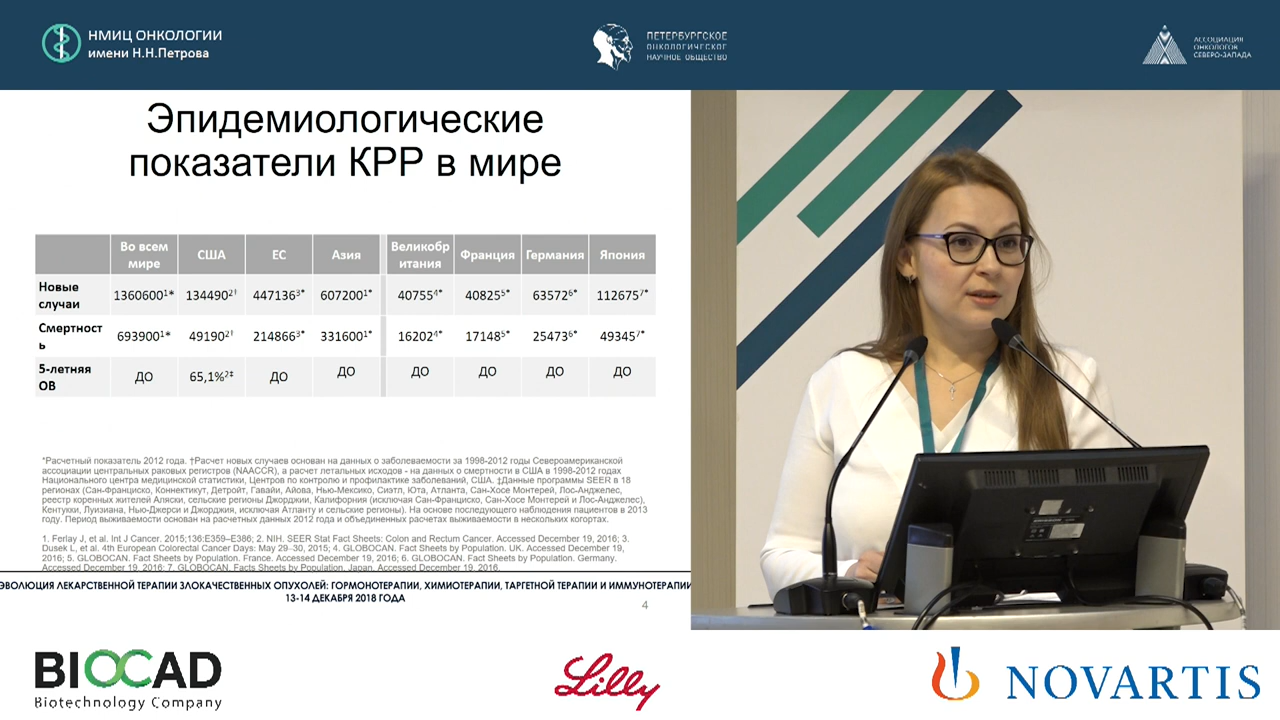 НМИЦ ОНКОЛОГИИ
имени Н.Н.Петрова
ПЕТЕРБУРГСКОЕ
ОНКОЛОГИЧЕСКОЕ
НАУЧНОЕ ОБЩЕСТВО
АССОЦИАЦИЯ
ОНКОЛОГОВ
СЕВЕРО-ЗАПАДА
Эпидемиологические
показатели КРР в мире
Во всем мире США ЕС Азия Великобритания Франция Германия Япония
Новые случаи 1360600¹* 134490²† 447136³* 607200¹* 40755⁴* 40825⁵* 63572⁶* 112675⁷*
Смертность 693900¹* 49190²† 214866³* 331600¹* 16202⁴* 17148⁵* 25473⁶* 49345⁷*
5-летняя ОВ ДО 65,1%²‡ ДО ДО ДО ДО ДО ДО
*Расчетный показатель 2012 года. †Расчет новых случаев основан на данных о заболеваемости за 1998-2012 годы Североамериканской
ассоциации центральных раковых регистров (NAACCR), а расчет летальных исходов - на данных о смертности в США в 1998-2012 годах
Национального центра медицинской статистики, Центров по контролю и профилактике заболеваний, США. ‡Данные программы SEER в 18
регионах (Сан-Франциско, Коннектикут, Детройт, Гавайи, Айова, Нью-Мексико, Сиэтл, Юта, Атланта, Сан-Хосе Монтерей, Лос-Анджелес,
реестр коренных жителей Аляски, сельские регионы Джорджии, Калифорния (исключая Сан-Франциско, Сан-Хосе Монтерей и Лос-Анджелес),
Кентукки, Луизиана, Нью-Джерси и Джорджия, исключая Атланту и сельские регионы). На основе последующего наблюдения пациентов в 2013
году. Период выживаемости основан на расчетных данных 2012 года и объединенных расчетах выживаемости в нескольких когортах.
1. Ferlay J, et al. Int J Cancer. 2015;136:E359–E386; 2. NIH. SEER Stat Fact Sheets: Colon and Rectum Cancer. Accessed December 19, 2016; 3.
Dusek L, et al. 4th European Colorectal Cancer Days: May 29–30, 2015; 4. GLOBOCAN. Fact Sheets by Population. UK. Accessed December 19,
2016; 5. GLOBOCAN. Fact Sheets by Population. France. Accessed December 19, 2016; 6. GLOBOCAN. Fact Sheets by Population. Germany.
Accessed December 19, 2016; 7. GLOBOCAN. Facts Sheets by Population. Japan. Accessed December 19, 2016.
ЭВОЛЮЦИЯ ЛЕКАРСТВЕННОЙ ТЕРАПИИ ЗЛОКАЧЕСТВЕННЫХ ОПУХОЛЕЙ: ГОРМОНОТЕРАПИИ, ХИМИОТЕРАПИИ, ТАРГЕТНОЙ ТЕРАПИИ И ИММУНОТЕРАПИИ
13-14 ДЕКАБРЯ 2018 ГОДА
4
BIOCAD
Biotechnology Company
Lilly
NOVARTIS